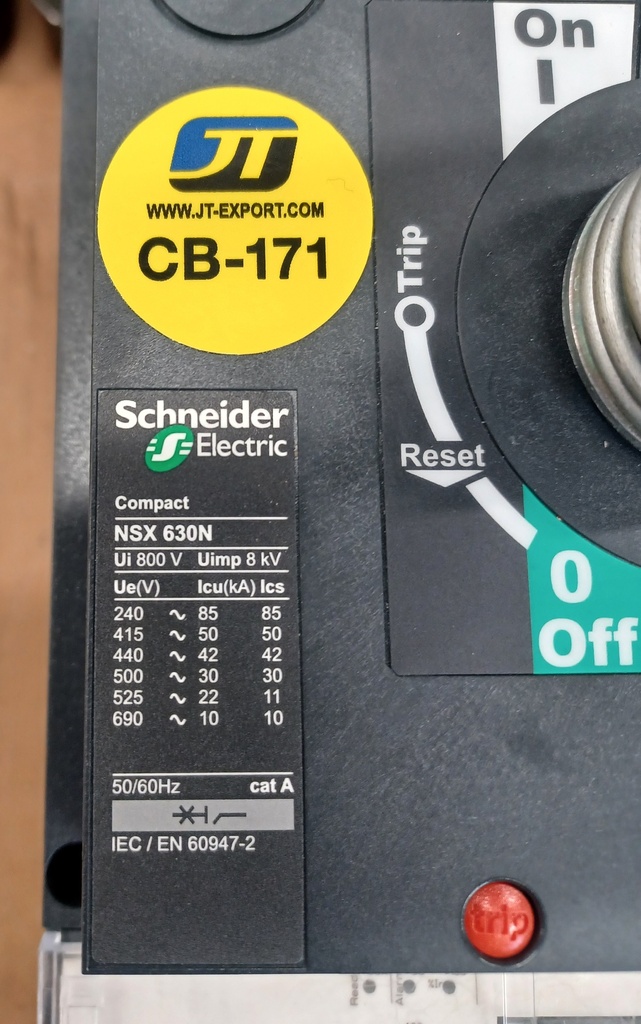 JT
WWW.JT-EXPORT.COM
CB-171
On
I
Trip
Reset
0
Off
Schneider
Electric
Compact
NSX 630N
Ui 800 V Uimp 8 kV
Ue(V) Icu(kA) Ics
240 ~ 85 85
415 ~ 50 50
440 ~ 42 42
500 ~ 30 30
525 ~ 22 11
690 ~ 10 10
50/60Hz cat A
IEC / EN 60947-2
trip